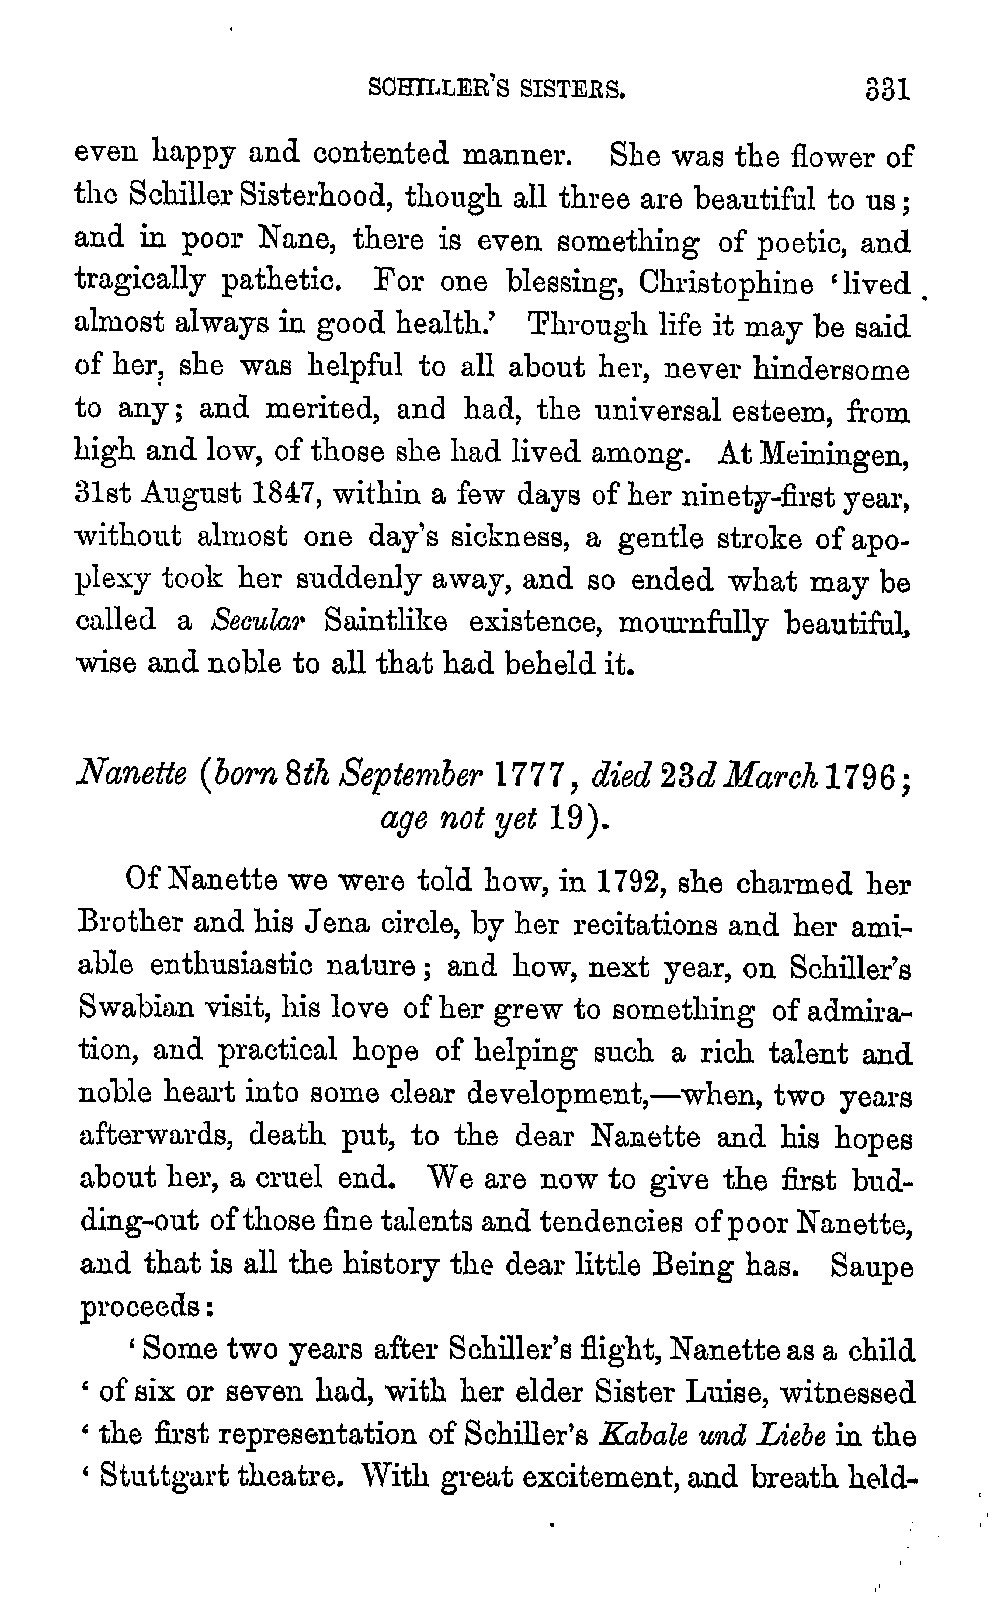 SCHILLER'S SISTERS. 331
even happy and contented manner. She was the flower of
the Schiller Sisterhood, though all three are beautiful to us;
and in poor Nane, there is even something of poetic, and
tragically pathetic. For one blessing, Christophine 'lived
almost always in good health.' Through life it may be said
of her, she was helpful to all about her, never hindersome
to any; and merited, and had, the universal esteem, from
high and low, of those she had lived among. At Meiningen,
31st August 1847, within a few days of her ninety-first year,
without almost one day's sickness, a gentle stroke of apo-
plexy took her suddenly away, and so ended what may be
called a Secular Saintlike existence, mournfully beautiful,
wise and noble to all that had beheld it.
Nanette (born 8th September 1777, died 23d March 1796;
age not yet 19).
Of Nanette we were told how, in 1792, she charmed her
Brother and his Jena circle, by her recitations and her ami-
able enthusiastic nature; and how, next year, on Schiller's
Swabian visit, his love of her grew to something of admira-
tion, and practical hope of helping such a rich talent and
noble heart into some clear development,—when, two years
afterwards, death put, to the dear Nanette and his hopes
about her, a cruel end. We are now to give the first bud-
ding-out of those fine talents and tendencies of poor Nanette,
and that is all the history the dear little Being has. Saupe
proceeds:
'Some two years after Schiller's flight, Nanette as a child
' of six or seven had, with her elder Sister Luise, witnessed
' the first representation of Schiller's Kabale und Liebe in the
' Stuttgart theatre. With great excitement, and breath held-